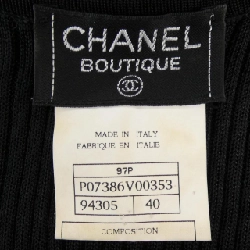 CHANEL
BOUTIQUE
MADE IN ITALY
FABRIQUE EN ITALIE
97P
P07386V00353
94305 40
COMPOSITION